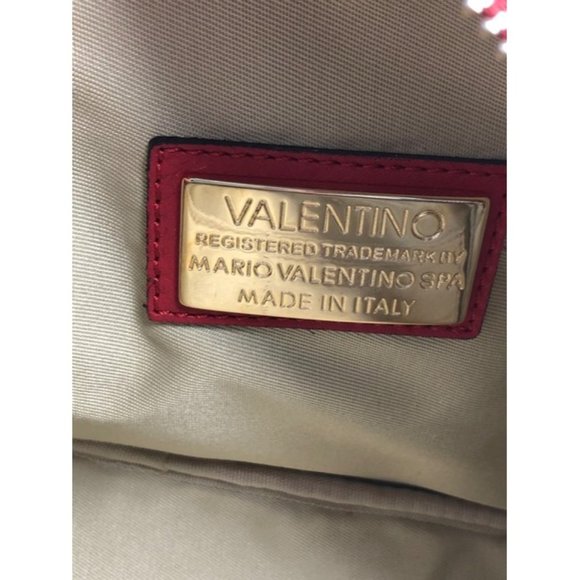 VALENTINO
REGISTERED TRADEMARK BY
MARIO VALENTINO SPA
MADE IN ITALY